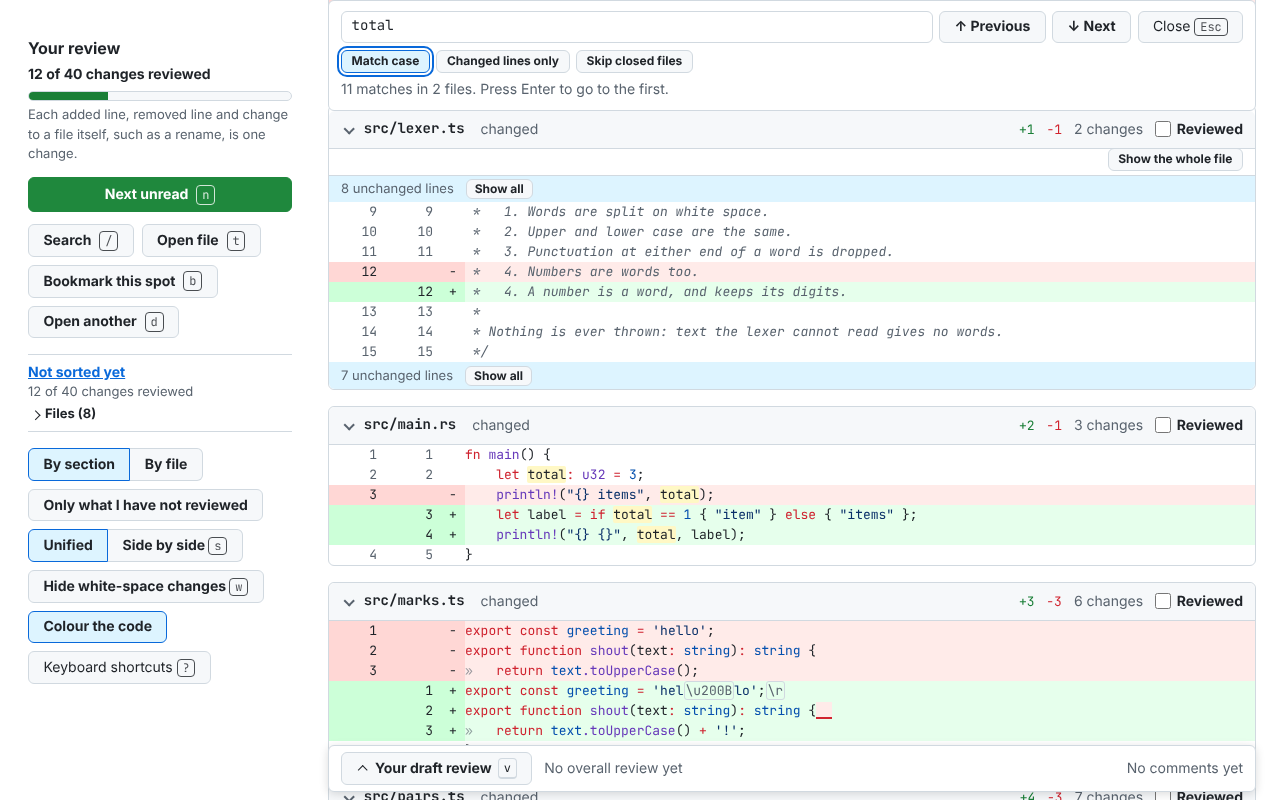 Your review
12 of 40 changes reviewed
Each added line, removed line and change
to a file itself, such as a rename, is one
change.
Next unread n
Search /
Open file t
Bookmark this spot b
Open another d
Not sorted yet
12 of 40 changes reviewed
Files (8)
By section
By file
Only what I have not reviewed
Unified
Side by side s
Hide white-space changes w
Colour the code
Keyboard shortcuts ?
total
↑ Previous
↓ Next
Close Esc
Match case
Changed lines only
Skip closed files
11 matches in 2 files. Press Enter to go to the first.
src/lexer.ts changed +1 -1 2 changes Reviewed
Show the whole file
8 unchanged lines Show all
9 9 * 1. Words are split on white space.
10 10 * 2. Upper and lower case are the same.
11 11 * 3. Punctuation at either end of a word is dropped.
12 - * 4. Numbers are words too.
12 + * 4. A number is a word, and keeps its digits.
13 13 *
14 14 * Nothing is ever thrown: text the lexer cannot read gives no words.
15 15 */
7 unchanged lines Show all
src/main.rs changed +2 -1 3 changes Reviewed
1 1 fn main() {
2 2 let total: u32 = 3;
3 - println!("{} items", total);
3 + let label = if total == 1 { "item" } else { "items" };
4 + println!("{} {}", total, label);
4 5 }
src/marks.ts changed +3 -3 6 changes Reviewed
1 - export const greeting = 'hello';
2 - export function shout(text: string): string {
3 - » return text.toUpperCase();
1 + export const greeting = 'hel\u200Blo';\r
2 + export function shout(text: string): string {
3 + » return text.toUpperCase() + '!';
Your draft review v
No overall review yet
No comments yet
src/pairs.ts changed +4 -3 7 changes Reviewed